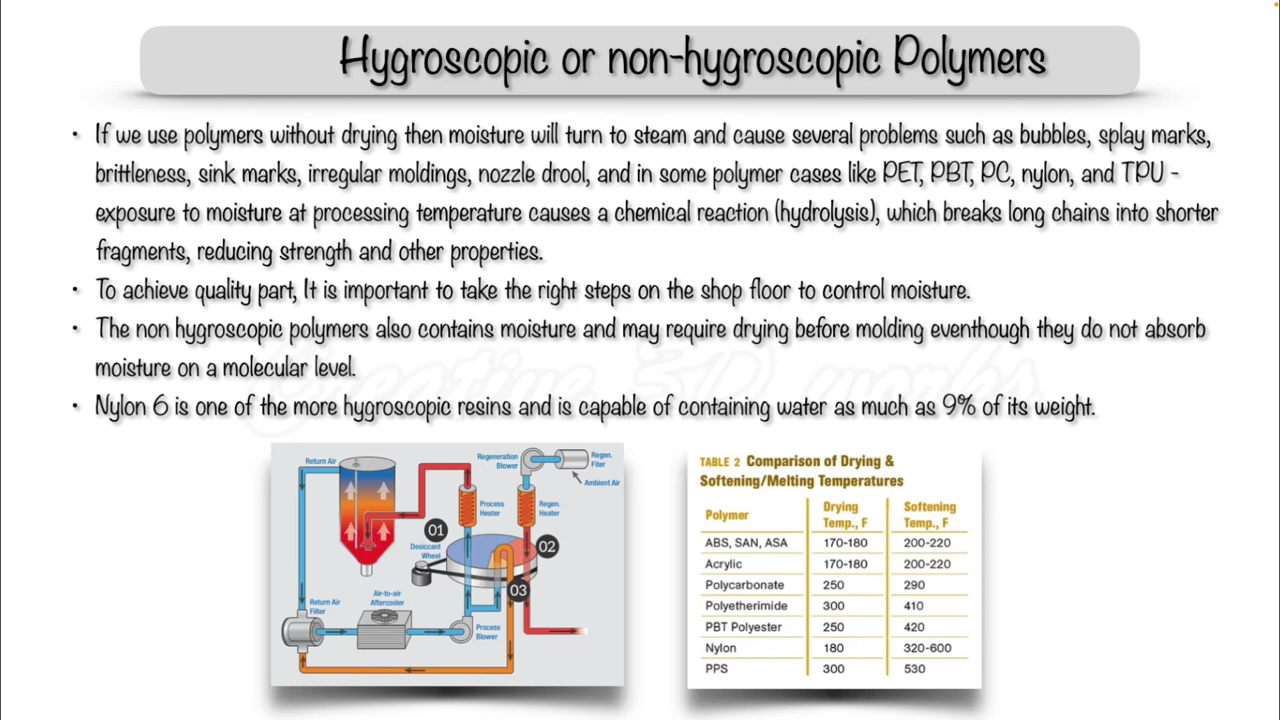 Hygroscopic or non-hygroscopic Polymers
• If we use polymers without drying then moisture will turn to steam and cause several problems such as bubbles, splay marks,
brittleness, sink marks, irregular moldings, nozzle drool, and in some polymer cases like PET, PBT, PC, nylon, and TPU -
exposure to moisture at processing temperature causes a chemical reaction (hydrolysis), which breaks long chains into shorter
fragments, reducing strength and other properties.
• To achieve quality part, It is important to take the right steps on the shop floor to control moisture.
• The non hygroscopic polymers also contains moisture and may require drying before molding eventhough they do not absorb
moisture on a molecular level.
Creative 3D works
• Nylon 6 is one of the more hygroscopic resins and is capable of containing water as much as 9% of its weight.
Return Air
Regeneration
Blower
Regen.
Filter
Ambient Air
Process
Heater
Regen.
Heater
01
Desiccant
Wheel
02
03
Return Air
Filter
Air-to-air
Aftercooler
Process
Blower
TABLE 2 Comparison of Drying &
Softening/Melting Temperatures
Polymer Drying Temp., F Softening Temp., F
ABS, SAN, ASA 170-180 200-220
Acrylic 170-180 200-220
Polycarbonate 250 290
Polyetherimide 300 410
PBT Polyester 250 420
Nylon 180 320-600
PPS 300 530